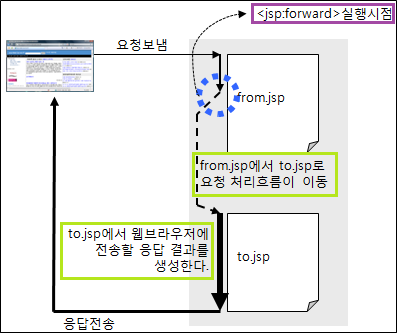 <jsp:forward>실행시점
요청보냄
from.jsp
from.jsp에서 to.jsp로
요청 처리흐름이 이동
to.jsp에서 웹브라우저에
전송할 응답 결과를
생성한다.
to.jsp
응답전송